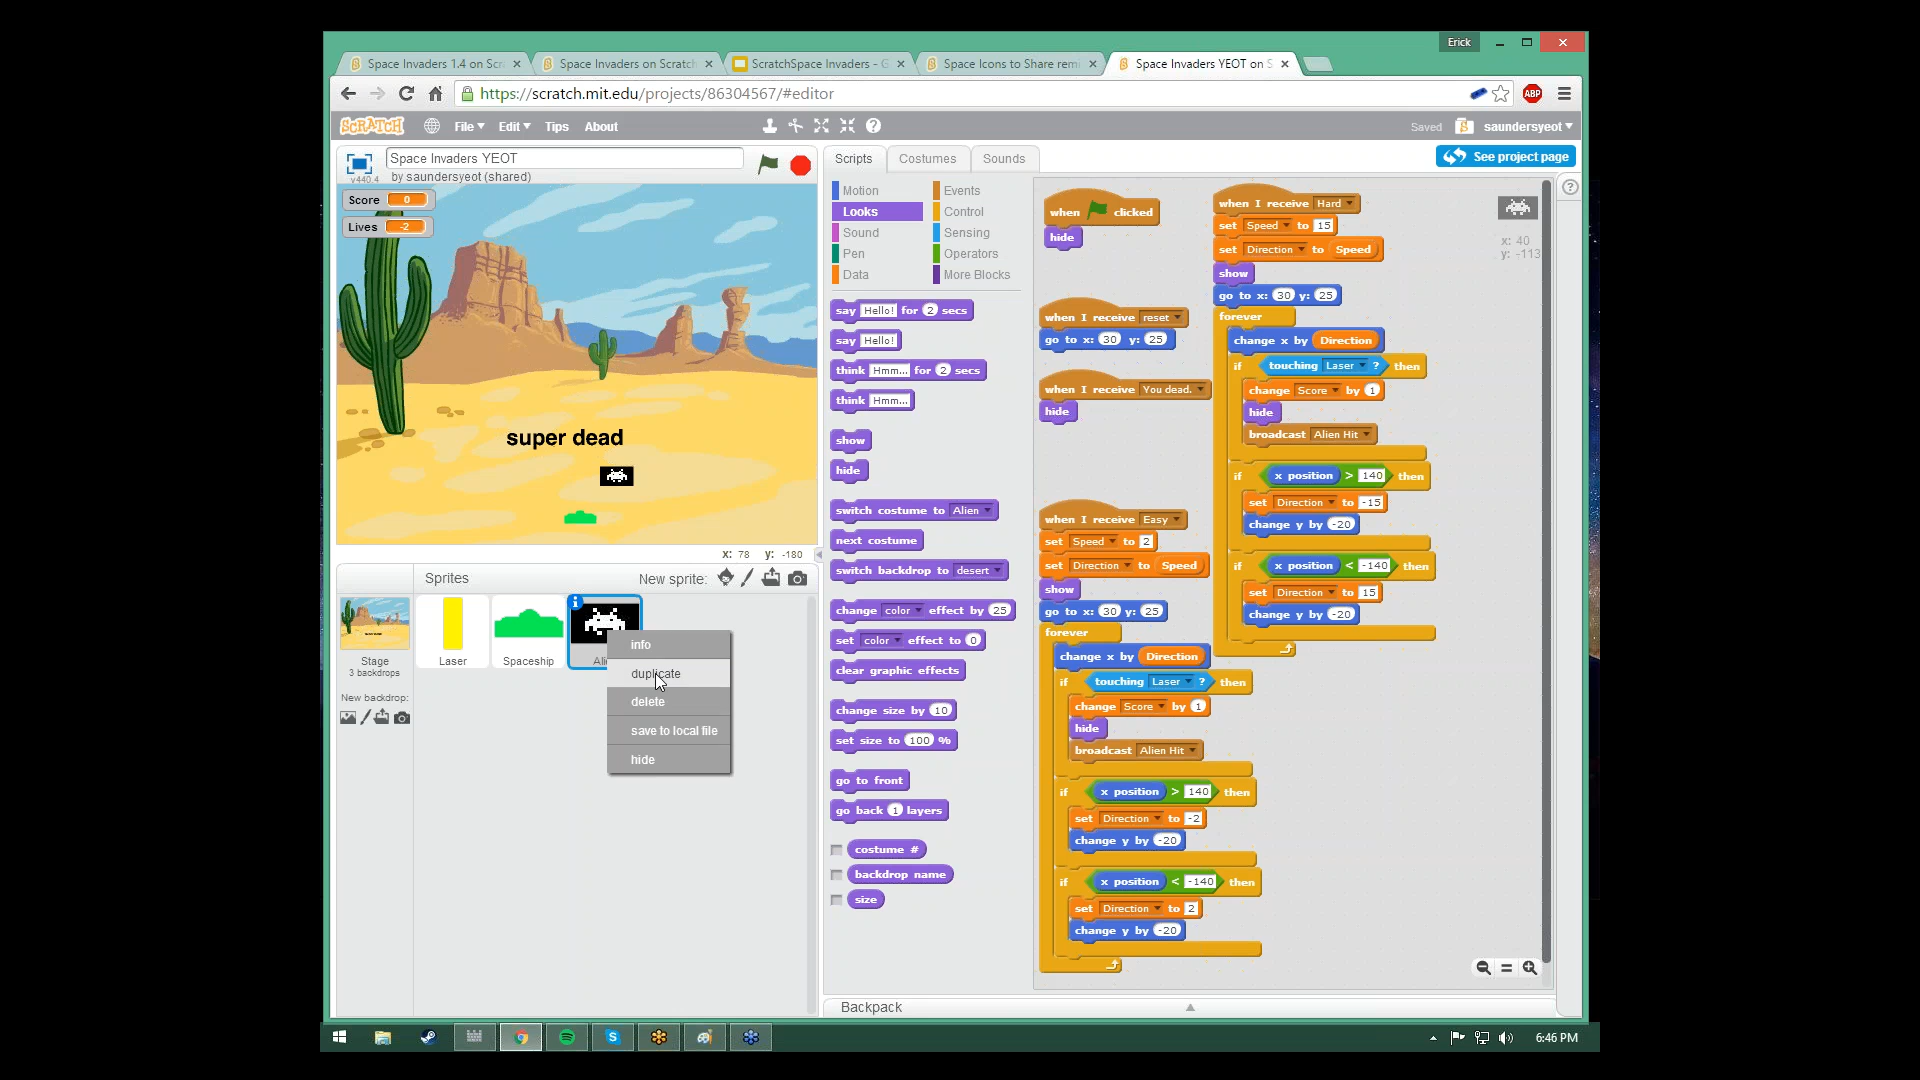 Erick
Space Invaders 1.4 on Scr
Space Invaders on Scratch
ScratchSpace Invaders - G
Space Icons to Share rem
Space Invaders YEOT on S
https://scratch.mit.edu/projects/86304567/#editor
ABP
SCRATCH
File
Edit
Tips
About
Saved
saundersyeot
Space Invaders YEOT
by saundersyeot (shared)
v440.4
Scripts
Costumes
Sounds
See project page
Score 0
Lives -2
super dead
x: 78 y: -180
Sprites
New sprite:
Stage
3 backdrops
New backdrop:
Laser
Spaceship
Ali
info
duplicate
delete
save to local file
hide
Motion
Looks
Sound
Pen
Data
Events
Control
Sensing
Operators
More Blocks
say Hello! for 2 secs
say Hello!
think Hmm... for 2 secs
think Hmm...
show
hide
switch costume to Alien
next costume
switch backdrop to desert
change color effect by 25
set color effect to 0
clear graphic effects
change size by 10
set size to 100 %
go to front
go back 1 layers
costume #
backdrop name
size
when clicked
hide
when I receive reset
go to x: 30 y: 25
when I receive You dead.
hide
when I receive Easy
set Speed to 2
set Direction to Speed
show
go to x: 30 y: 25
forever
change x by Direction
if touching Laser ? then
change Score by 1
hide
broadcast Alien Hit
if x position > 140 then
set Direction to -2
change y by -20
if x position < -140 then
set Direction to 2
change y by -20
when I receive Hard
set Speed to 15
set Direction to Speed
show
go to x: 30 y: 25
forever
change x by Direction
if touching Laser ? then
change Score by 1
hide
broadcast Alien Hit
if x position > 140 then
set Direction to -15
change y by -20
if x position < -140 then
set Direction to 15
change y by -20
x: 40
y: -113
Backpack
6:46 PM